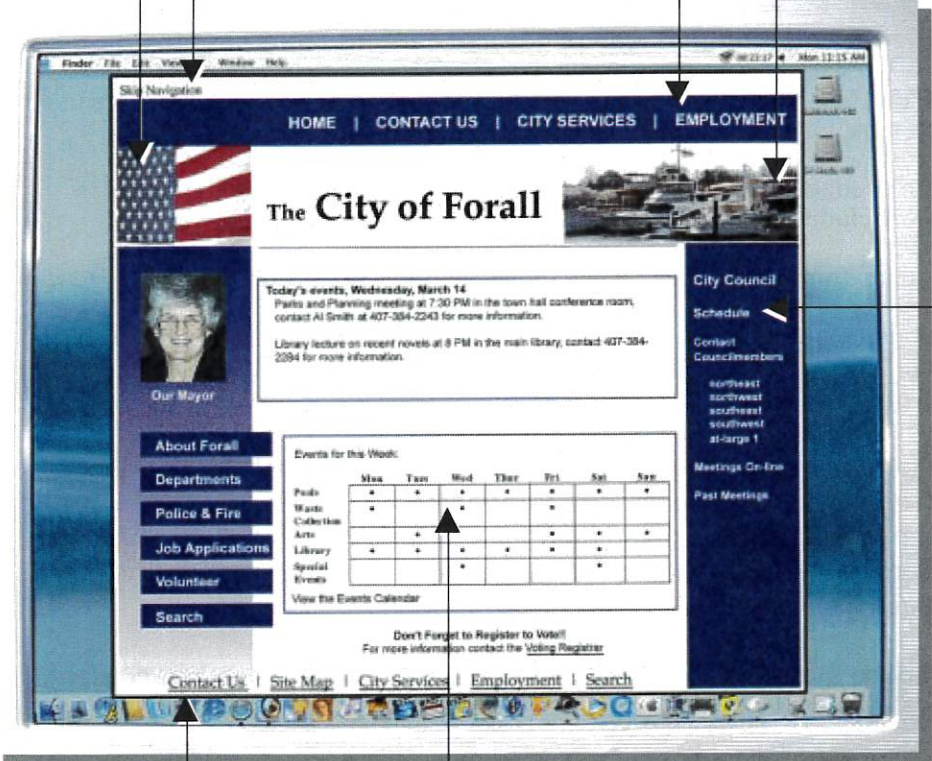 Finder File Edit View Window Help
Mon 11:15 AM
Skip Navigation
HOME | CONTACT US | CITY SERVICES | EMPLOYMENT
The City of Forall
City Council
Schedule
Contact
Councilmembers
northeast
northwest
southeast
southwest
at-large 1
Meetings On-line
Past Meetings
Our Mayor
Today's events, Wednesday, March 14
Parks and Planning meeting at 7:30 PM in the town hall conference room,
contact Al Smith at 407-384-2243 for more information.
Library lecture on recent novels at 8 PM in the main library, contact 407-384-
2284 for more information.
About Forall
Departments
Police & Fire
Job Applications
Volunteer
Search
Events for this Week:
Mon Tues Wed Thur Fri Sat Sun
Pools
Waste
Collection
Arts
Library
Special
Events
View the Events Calendar
Don't Forget to Register to Vote!!
For more information contact the Voting Registrar
Contact Us | Site Map | City Services | Employment | Search